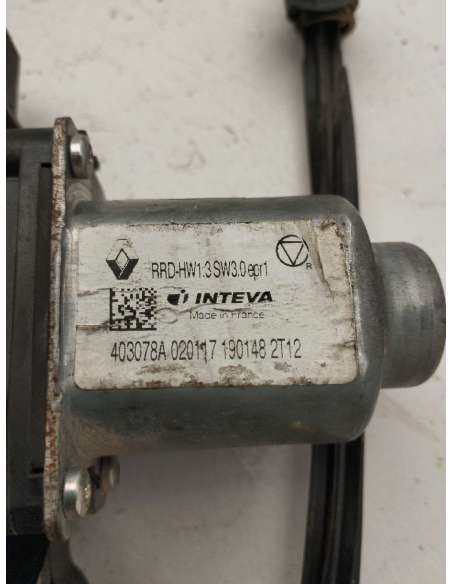 RRD-HW1.3 SW3.0 epr1
R
INTEVA
Made in France
403078A 020117 190148 2T12